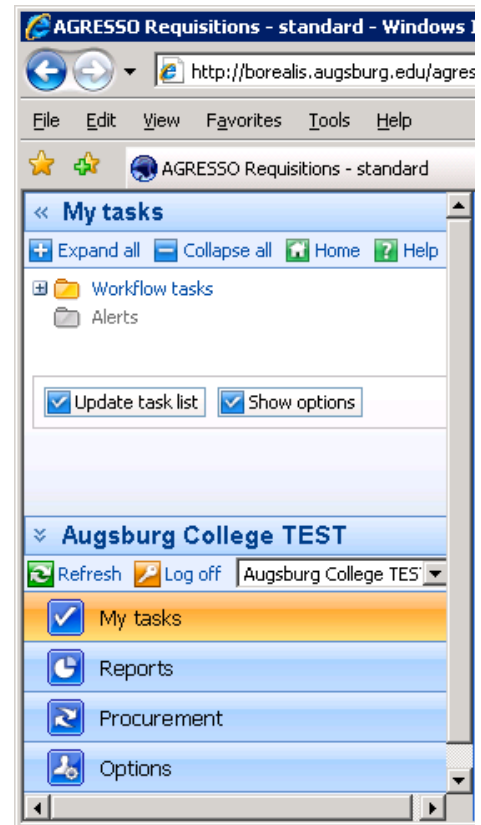 AGRESSO Requisitions - standard - Windows
http://borealis.augsburg.edu/agres
File Edit View Favorites Tools Help
AGRESSO Requisitions - standard
« My tasks
Expand all Collapse all Home ? Help
Workflow tasks
Alerts
Update task list Show options
Augsburg College TEST
Refresh Log off Augsburg College TES
My tasks
Reports
Procurement
Options